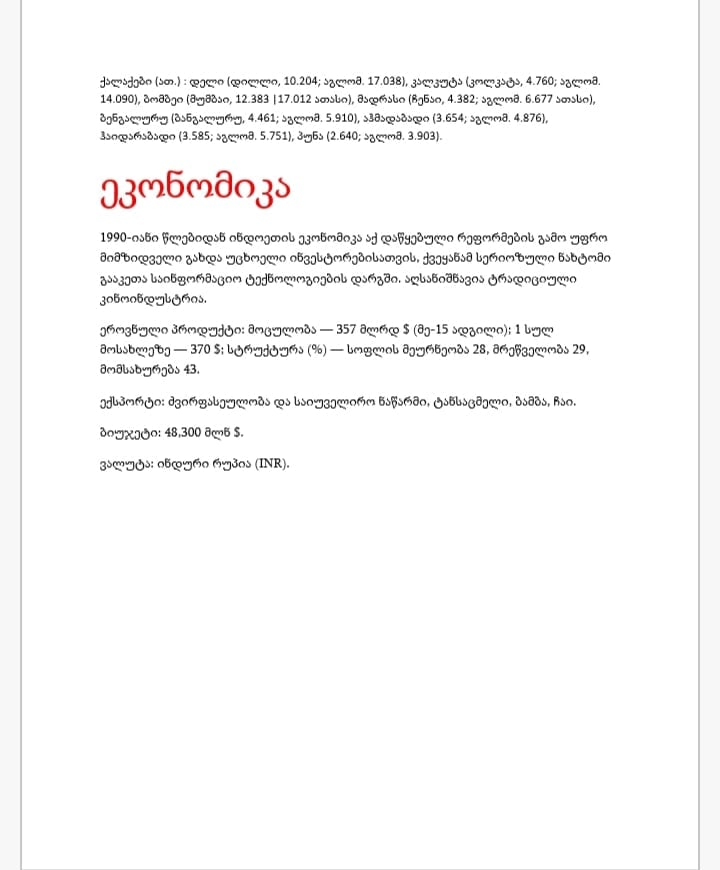 ქალაქები (ათ.) : დელი (დილლი, 10.204; აგლომ. 17.038), კალკუტა (კოლკატა, 4.760; აგლომ.
14.090), ბომბეი (მუმბაი, 12.383 |17.012 ათასი), მადრასი (ჩენაი, 4.382; აგლომ. 6.677 ათასი),
ბენგალურუ (ბანგალურუ, 4.461; აგლომ. 5.910), აჰმადაბადი (3.654; აგლომ. 4.876),
ჰაიდარაბადი (3.585; აგლომ. 5.751), პუნა (2.640; აგლომ. 3.903).
ეკონომიკა
1990-იანი წლებიდან ინდოეთის ეკონომიკა აქ დაწყებული რეფორმების გამო უფრო
მიმზიდველი გახდა უცხოელი ინვესტორებისათვის, ქვეყანამ სერიოზული ნახტომი
გააკეთა საინფორმაციო ტექნოლოგიების დარგში. აღსანიშნავია ტრადიციული
კინოინდუსტრია.
ეროვნული პროდუქტი: მოცულობა — 357 მლრდ $ (მე-15 ადგილი); 1 სულ
მოსახლეზე — 370 $; სტრუქტურა (%) — სოფლის მეურნეობა 28, მრეწველობა 29,
მომსახურება 43.
ექსპორტი: ძვირფასეულობა და საიუველირო ნაწარმი, ტანსაცმელი, ბამბა, ჩაი.
ბიუჯეტი: 48,300 მლნ $.
ვალუტა: ინდური რუპია (INR).